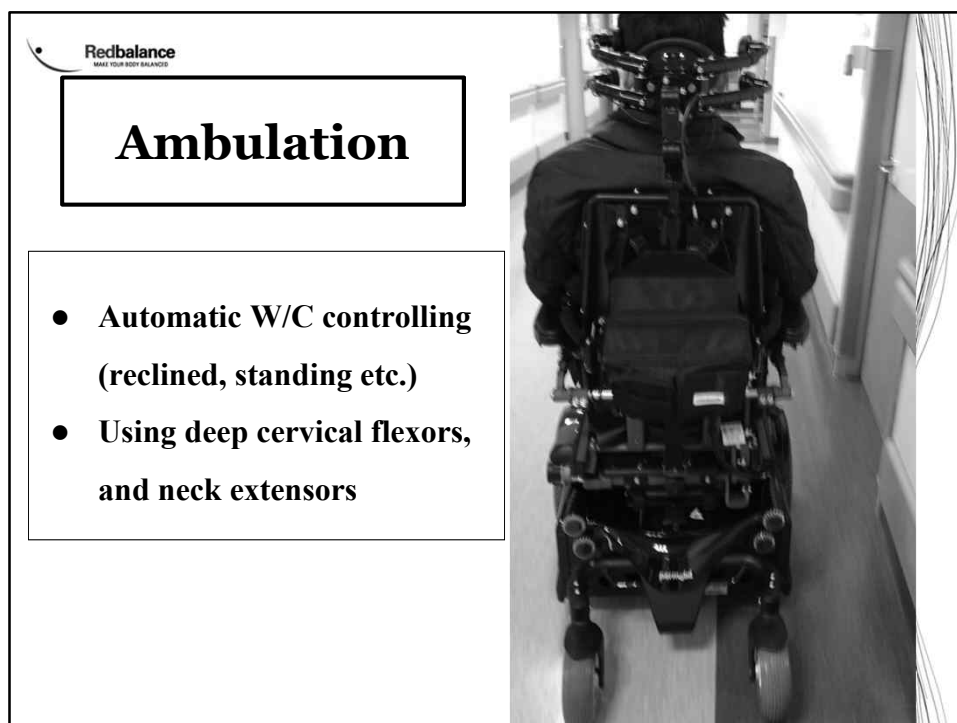 Redbalance
MAKE YOUR BODY BALANCED
Ambulation
● Automatic W/C controlling
(reclined, standing etc.)
● Using deep cervical flexors,
and neck extensors